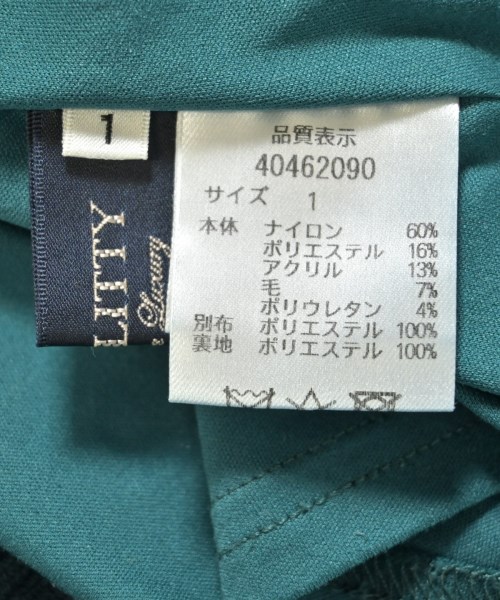 1
LITTY
Luxury
品質表示
40462090
サイズ 1
本体 ナイロン 60%
ポリエステル 16%
アクリル 13%
毛 7%
ポリウレタン 4%
別布 ポリエステル 100%
裏地 ポリエステル 100%